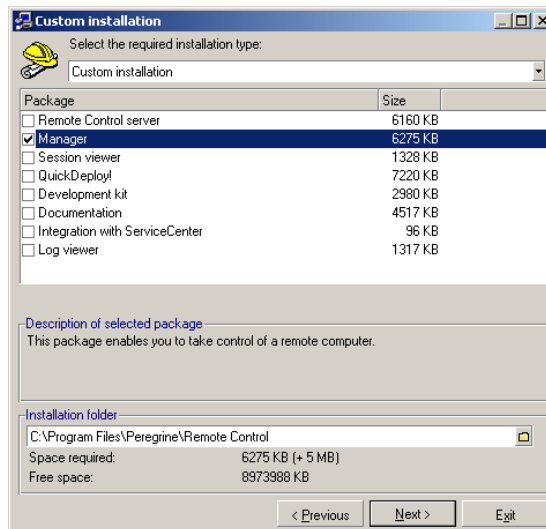 Custom installation
Select the required installation type:
Custom installation
Package Size
Remote Control server 6160 KB
Manager 6275 KB
Session viewer 1328 KB
QuickDeploy! 7220 KB
Development kit 2980 KB
Documentation 4517 KB
Integration with ServiceCenter 96 KB
Log viewer 1317 KB
Description of selected package
This package enables you to take control of a remote computer.
Installation folder
C:\Program Files\Peregrine\Remote Control
Space required: 6275 KB (+ 5 MB)
Free space: 8973988 KB
< Previous Next > Exit